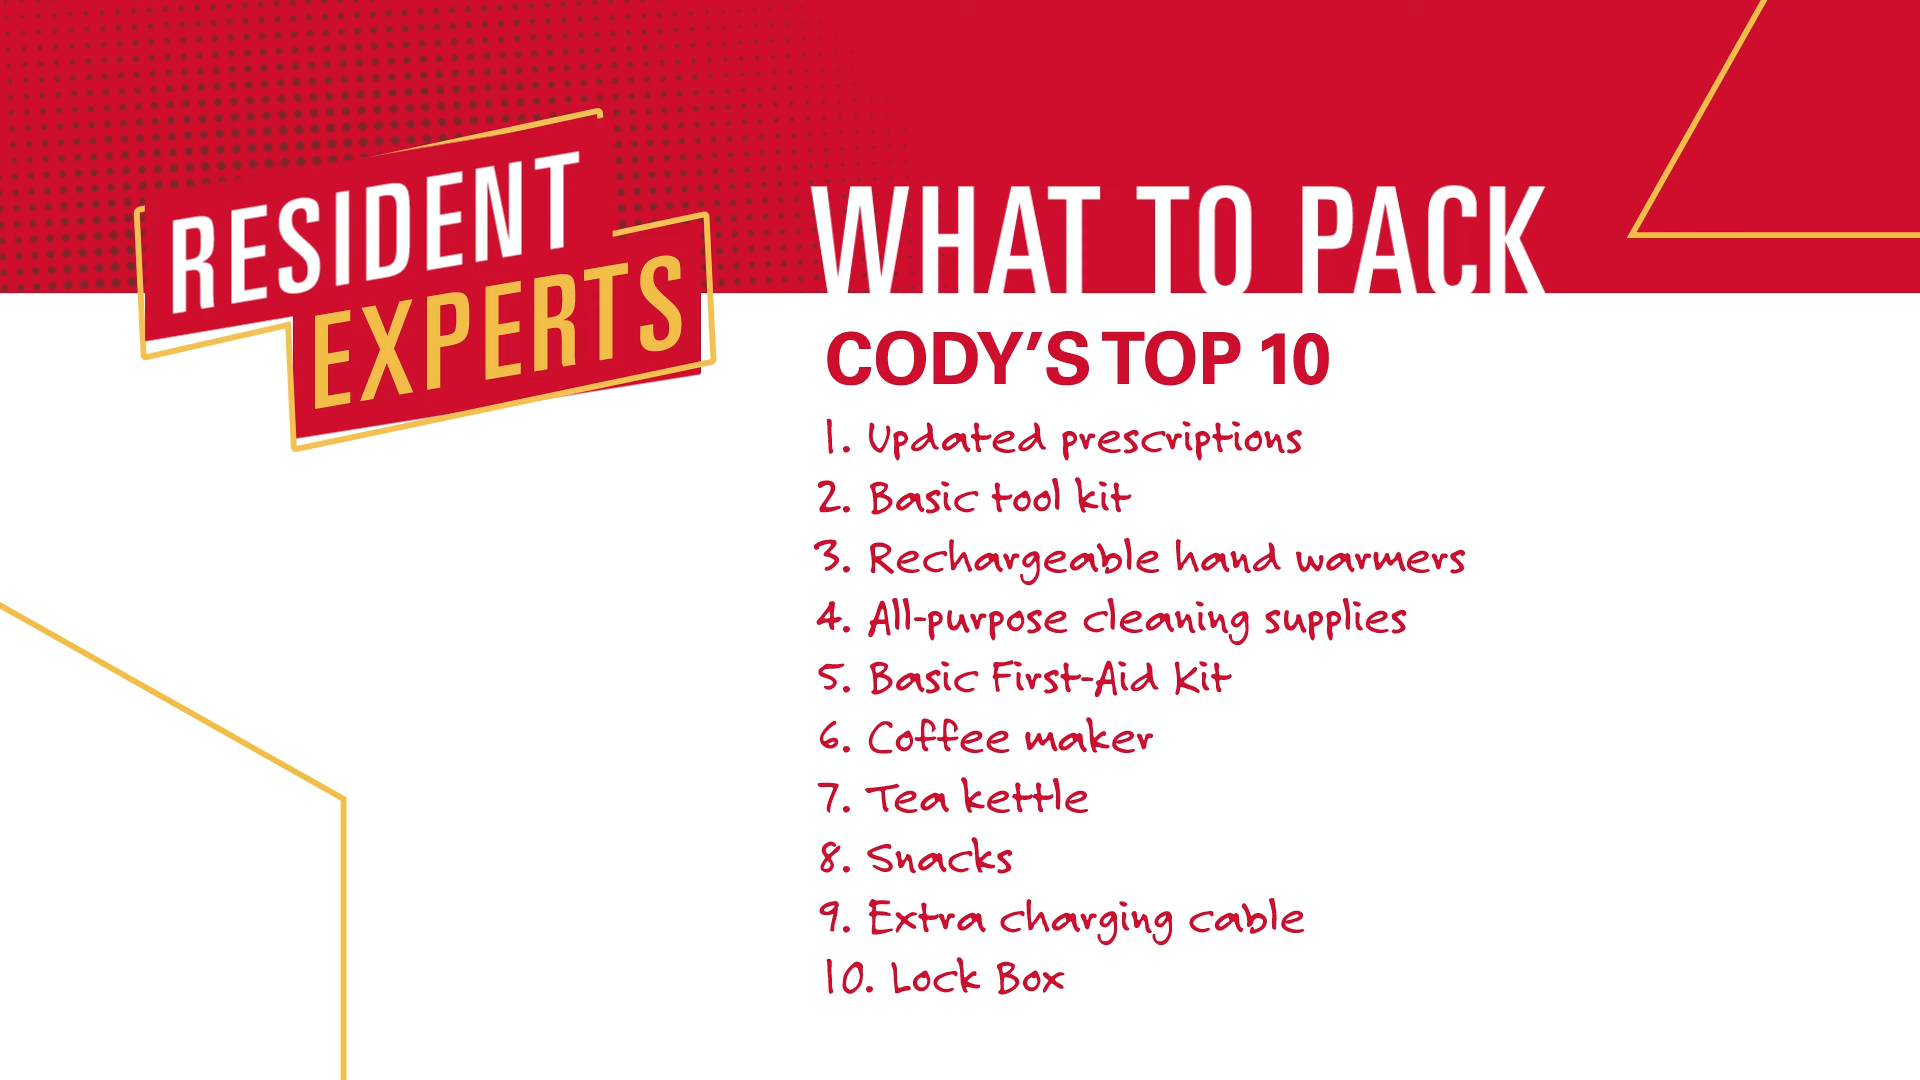 RESIDENT
EXPERTS
WHAT TO PACK
CODY'S TOP 10
1. Updated prescriptions
2. Basic tool kit
3. Rechargeable hand warmers
4. All-purpose cleaning supplies
5. Basic First-Aid Kit
6. Coffee maker
7. Tea kettle
8. Snacks
9. Extra charging cable
10. Lock Box